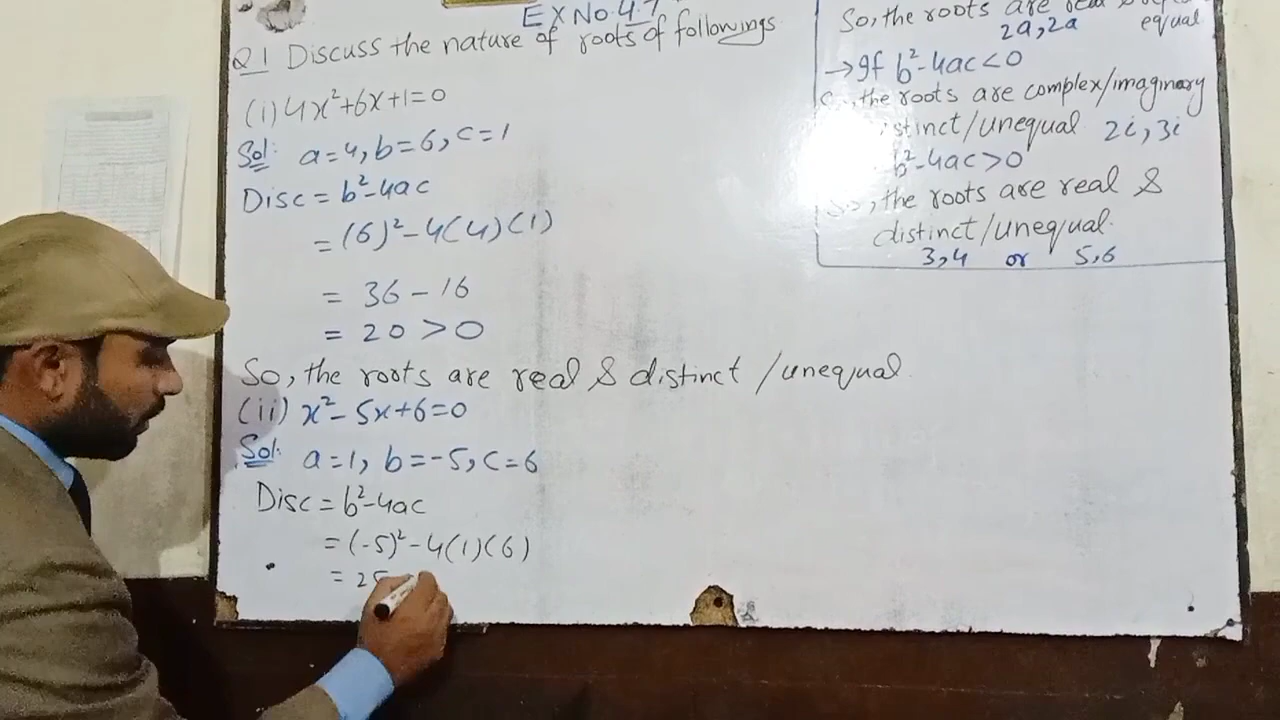 EX No 4.7
Q1 Discuss the nature of roots of followings
(i) 4x²+6x+1=0
Sol: a=4, b=6, c=1
Disc = b²-4ac
= (6)²-4(4)(1)
= 36-16
= 20>0
So, the roots are real & distinct/unequal
(ii) x²-5x+6=0
Sol: a=1, b=-5, c=6
Disc = b²-4ac
= (-5)²-4(1)(6)
= 25
So, the roots are real
equal
2a, 2a
→ If b²-4ac<0
the roots are complex/imaginary
distinct/unequal 2i, 3i
b²-4ac>0
So, the roots are real &
distinct/unequal.
3,4 or 5,6